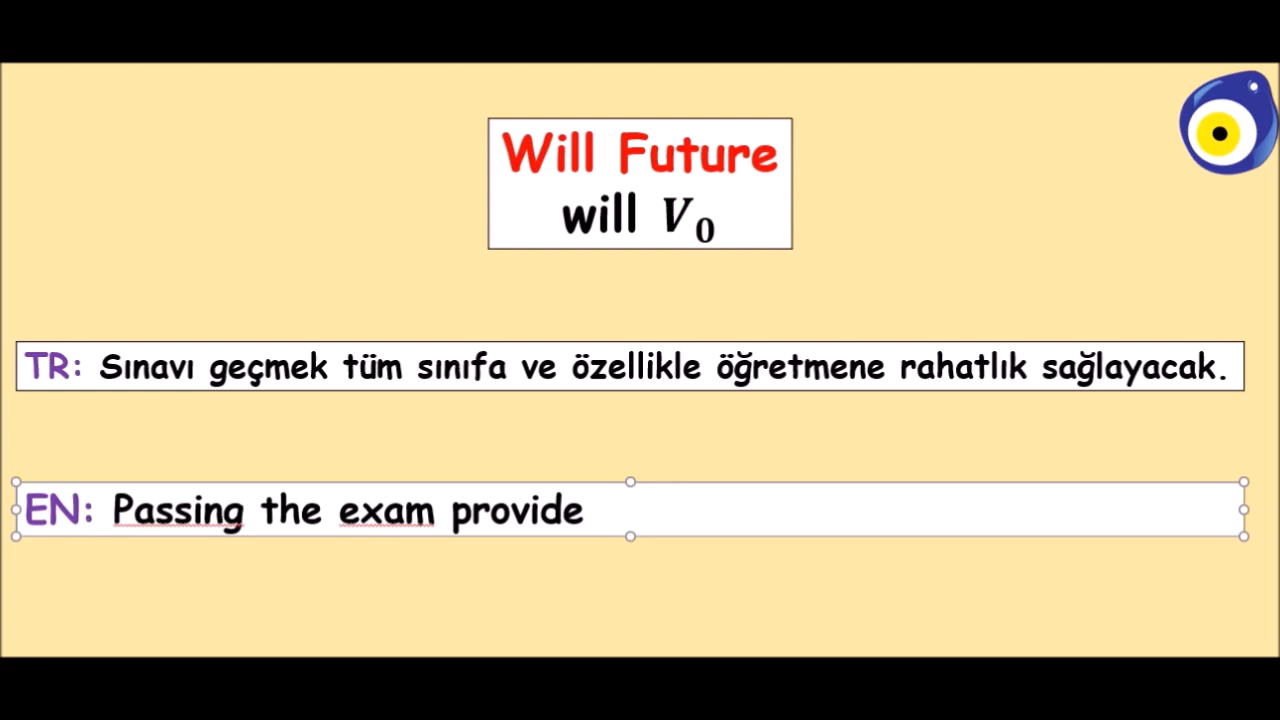 Will Future
will V₀
TR: Sınavı geçmek tüm sınıfa ve özellikle öğretmene rahatlık sağlayacak.
EN: Passing the exam provide